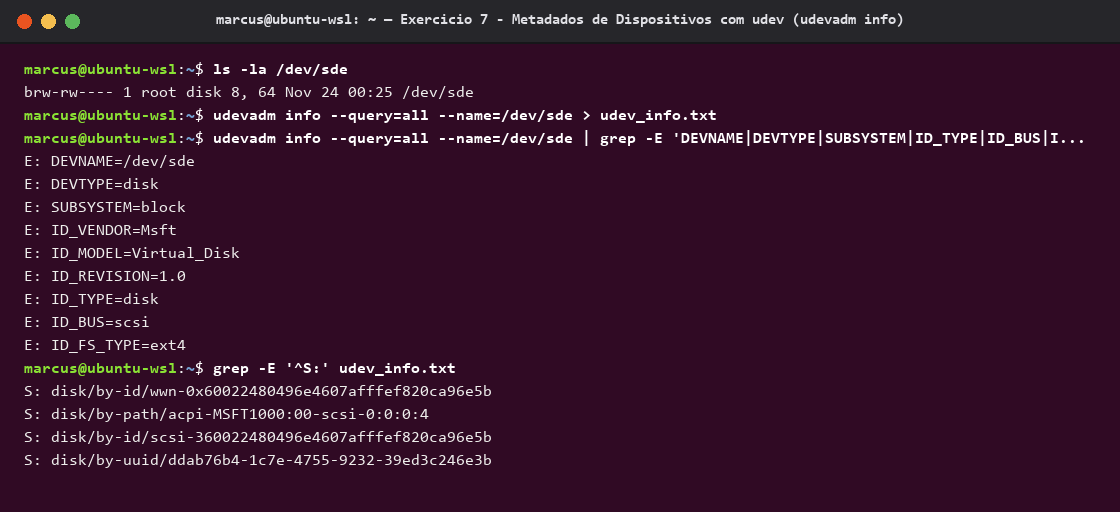 marcus@ubuntu-wsl: ~ — Exercicio 7 - Metadados de Dispositivos com udev (udevadm info)
marcus@ubuntu-wsl:~$ ls -la /dev/sde
brw-rw---- 1 root disk 8, 64 Nov 24 00:25 /dev/sde
marcus@ubuntu-wsl:~$ udevadm info --query=all --name=/dev/sde > udev_info.txt
marcus@ubuntu-wsl:~$ udevadm info --query=all --name=/dev/sde | grep -E 'DEVNAME|DEVTYPE|SUBSYSTEM|ID_TYPE|ID_BUS|I...
E: DEVNAME=/dev/sde
E: DEVTYPE=disk
E: SUBSYSTEM=block
E: ID_VENDOR=Msft
E: ID_MODEL=Virtual_Disk
E: ID_REVISION=1.0
E: ID_TYPE=disk
E: ID_BUS=scsi
E: ID_FS_TYPE=ext4
marcus@ubuntu-wsl:~$ grep -E '^S:' udev_info.txt
S: disk/by-id/wwn-0x60022480496e4607afffef820ca96e5b
S: disk/by-path/acpi-MSFT1000:00-scsi-0:0:0:4
S: disk/by-id/scsi-360022480496e4607afffef820ca96e5b
S: disk/by-uuid/ddab76b4-1c7e-4755-9232-39ed3c246e3b